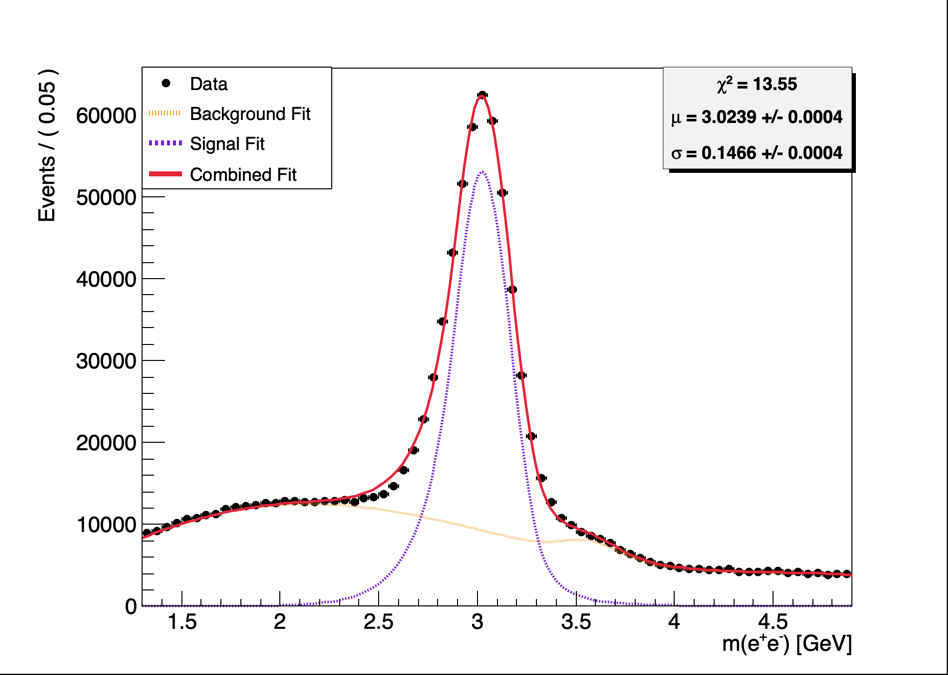 Data
Background Fit
Signal Fit
Combined Fit
χ² = 13.55
μ = 3.0239 +/- 0.0004
σ = 0.1466 +/- 0.0004
Events / ( 0.05 )
60000
50000
40000
30000
20000
10000
0
1.5 2 2.5 3 3.5 4 4.5
m(e⁺e⁻) [GeV]